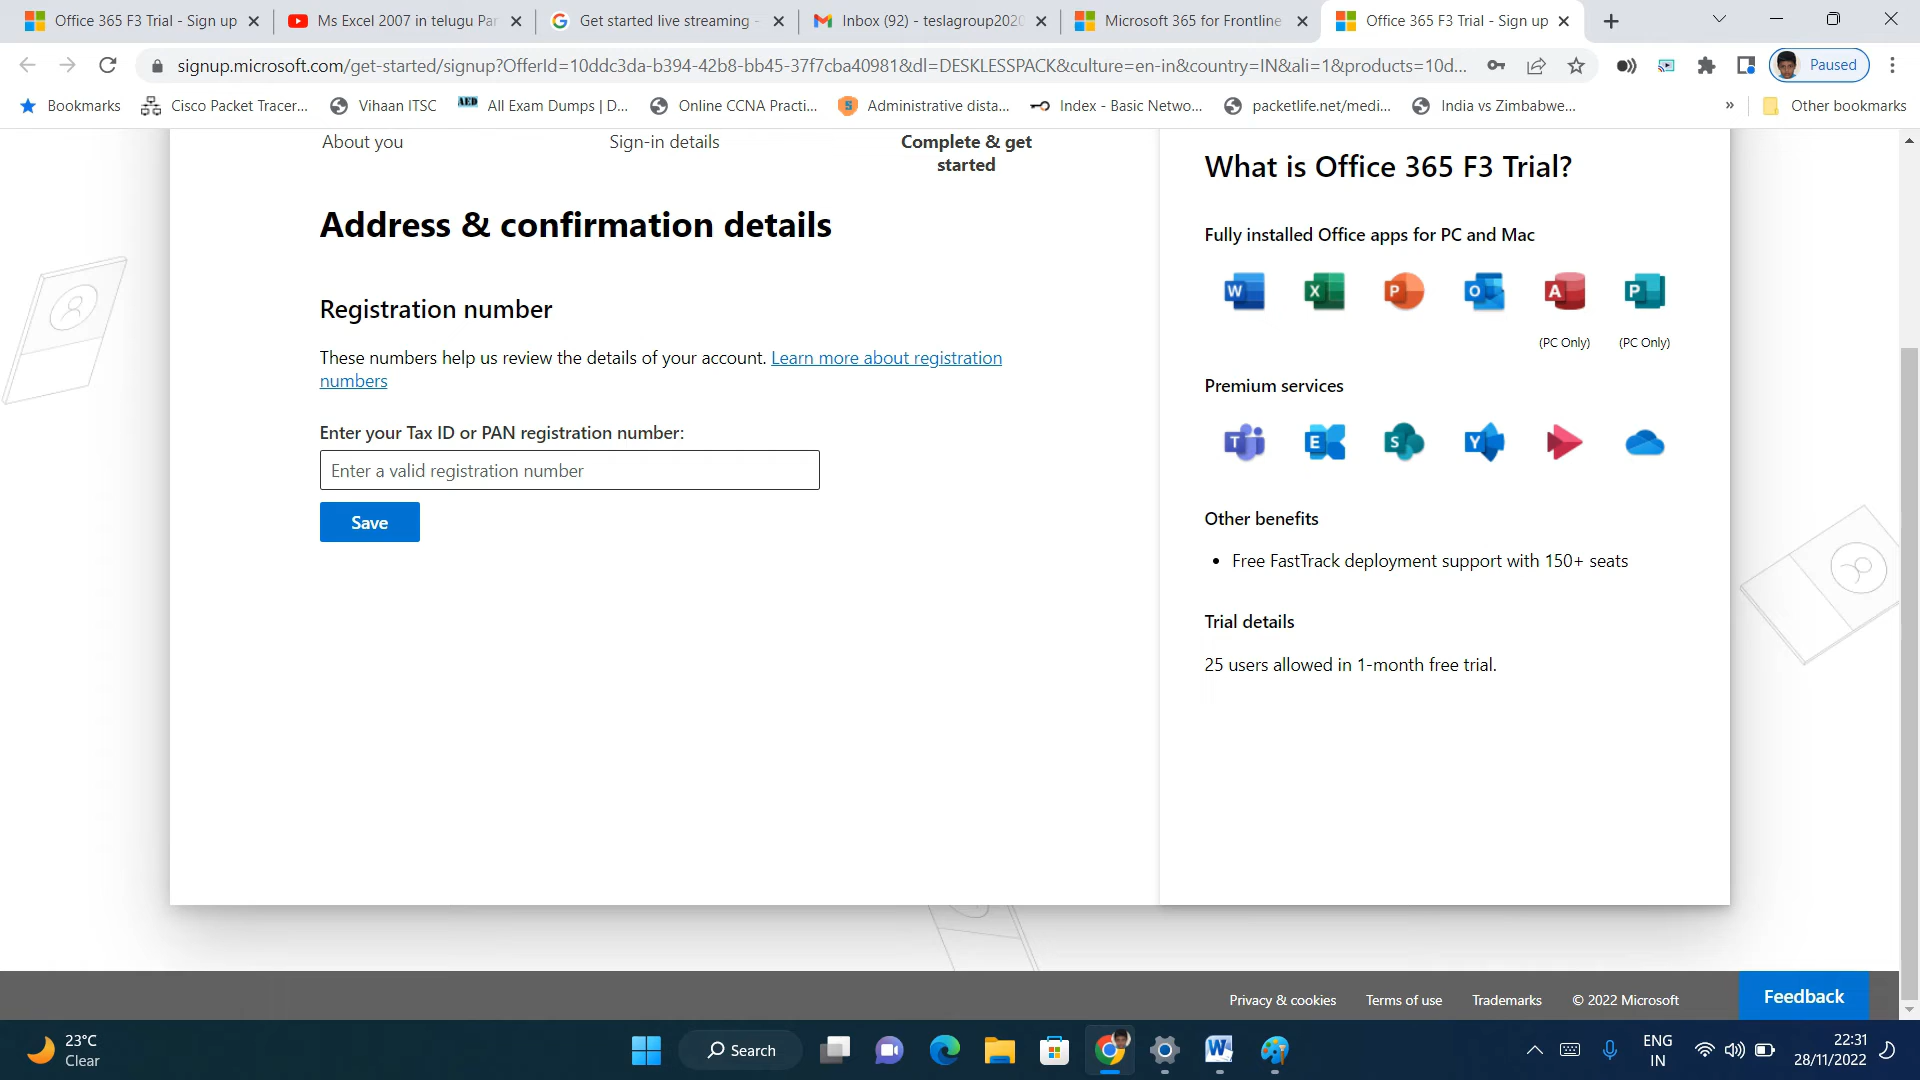 Office 365 F3 Trial - Sign up
Ms Excel 2007 in telugu Par
Get started live streaming -
Inbox (92) - teslagroup2020
Microsoft 365 for Frontline
Office 365 F3 Trial - Sign up
signup.microsoft.com/get-started/signup?OfferId=10ddc3da-b394-42b8-bb45-37f7cba40981&dl=DESKLESSPACK&culture=en-in&country=IN&ali=1&products=10d...
Paused
Bookmarks
Cisco Packet Tracer...
Vihaan ITSC
AED
All Exam Dumps | D...
Online CCNA Practi...
Administrative dista...
Index - Basic Netwo...
packetlife.net/medi...
India vs Zimbabwe...
»
Other bookmarks
About you
Sign-in details
Complete & get
started
Address & confirmation details
Registration number
These numbers help us review the details of your account. Learn more about registration
numbers
Enter your Tax ID or PAN registration number:
Enter a valid registration number
Save
What is Office 365 F3 Trial?
Fully installed Office apps for PC and Mac
W X P O A P
(PC Only) (PC Only)
Premium services
T E S Y
Other benefits
• Free FastTrack deployment support with 150+ seats
Trial details
25 users allowed in 1-month free trial.
Privacy & cookies
Terms of use
Trademarks
© 2022 Microsoft
Feedback
23°C
Clear
Search
ENG
IN
22:31
28/11/2022